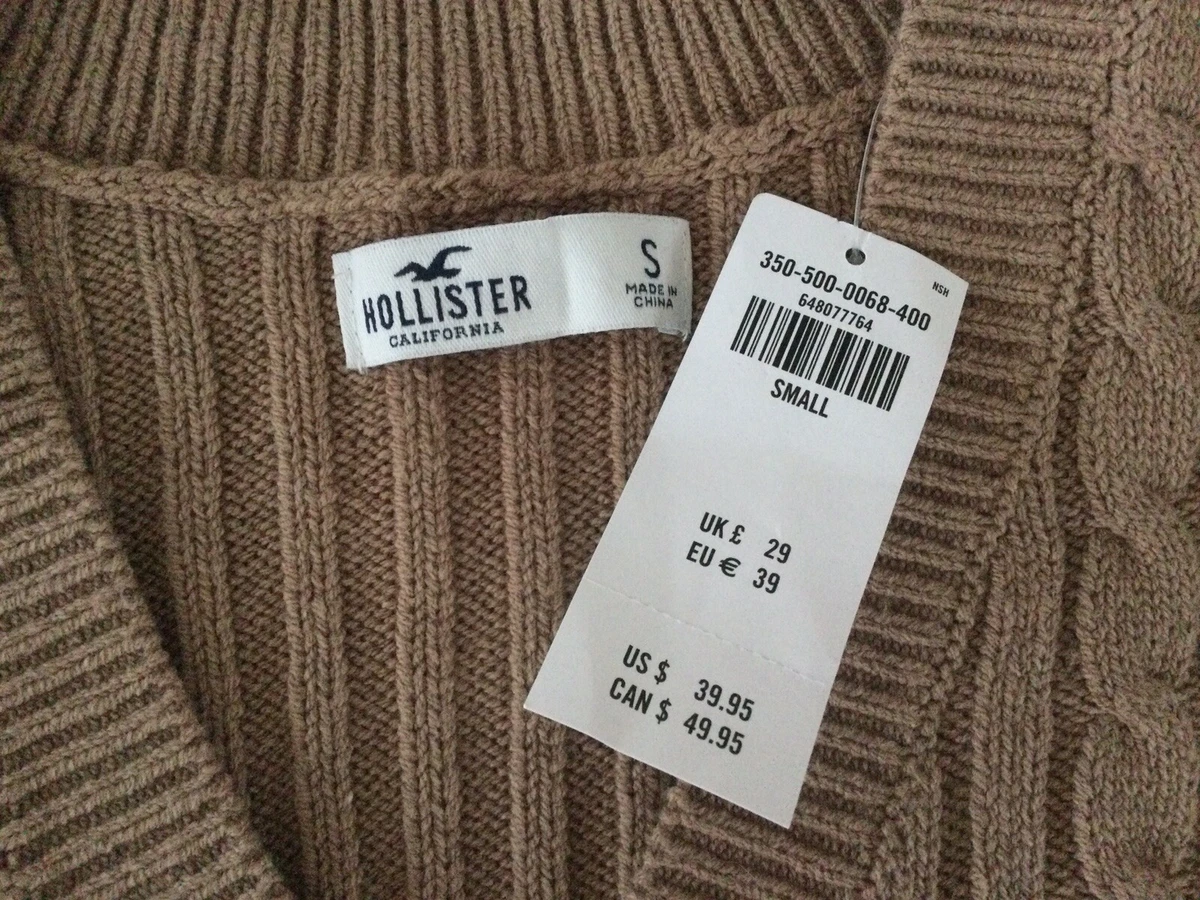 HOLLISTER
CALIFORNIA
S
MADE IN
CHINA
NSH
350-500-0068-400
648077764
SMALL
UK £ 29
EU € 39
US $ 39.95
CAN $ 49.95